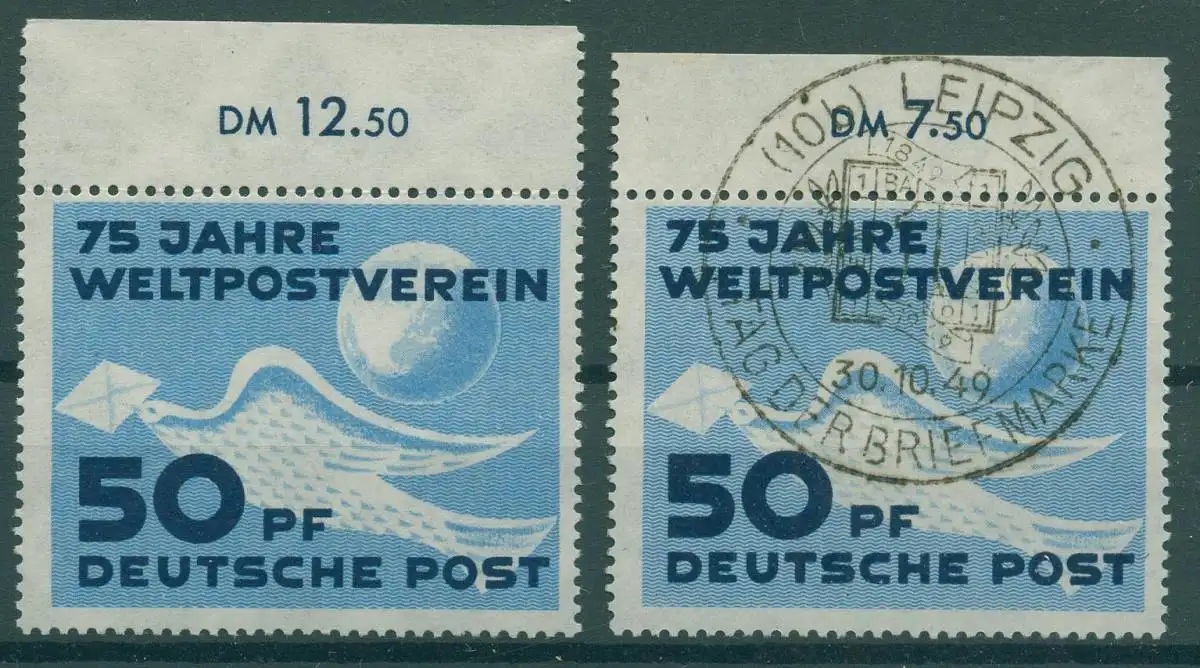 DM 12.50
75 JAHRE
WELTPOSTVEREIN
50 PF
DEUTSCHE POST
DM 7.50
75 JAHRE
WELTPOSTVEREIN
50 PF
DEUTSCHE POST
(10b) LEIPZIG
1849
30.10.49
TAG DER BRIEFMARKE